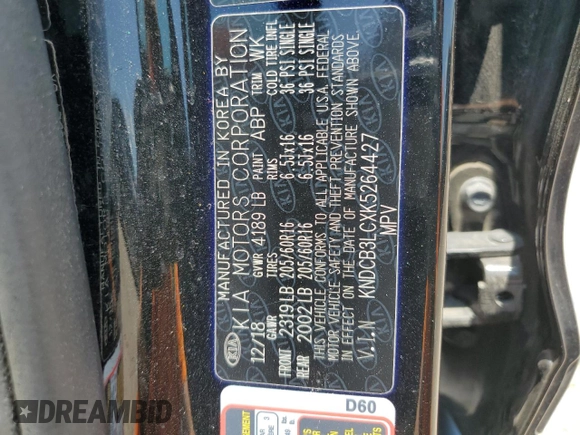 MANUFACTURED IN KOREA BY
KIA MOTORS CORPORATION
12/18 GVWR 4189 LB PAINT ABP TRIM WK
GAWR TIRES RIMS COLD TIRE INFL
FRONT 2319LB 205/60R16 6.5Jx16 36 PSI SINGLE
REAR 2002LB 205/60R16 6.5Jx16 36 PSI SINGLE
THIS VEHICLE CONFORMS TO ALL APPLICABLE U.S.A. FEDERAL
MOTOR VEHICLE SAFETY AND THEFT PREVENTION STANDARDS
IN EFFECT ON THE DATE OF MANUFACTURE SHOWN ABOVE.
V.I.N KNDCB3LCXK5264427
MPV
KIA
D60
DREAMBID